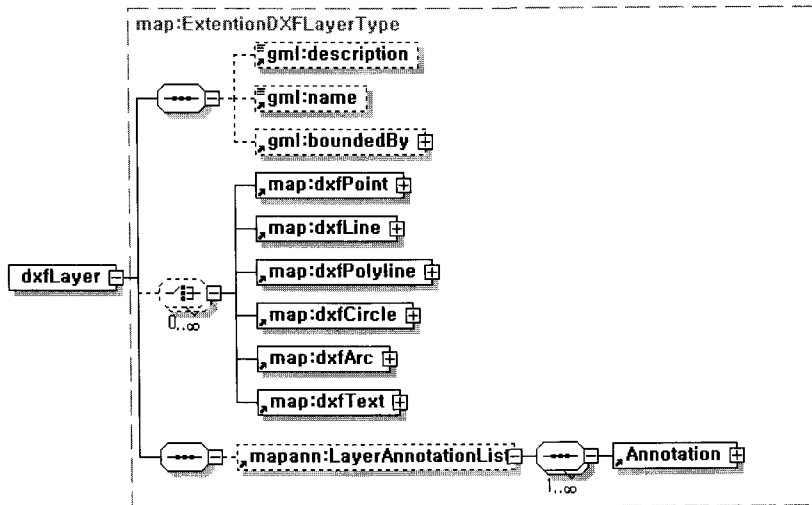 map:ExtentionDXFLayerType
gml:description
gml:name
gml:boundedBy
map:dxfPoint
map:dxfLine
map:dxfPolyline
dxfLayer
0..∞
map:dxfCircle
map:dxfArc
map:dxfText
mapann:LayerAnnotationList
Annotation
1..∞